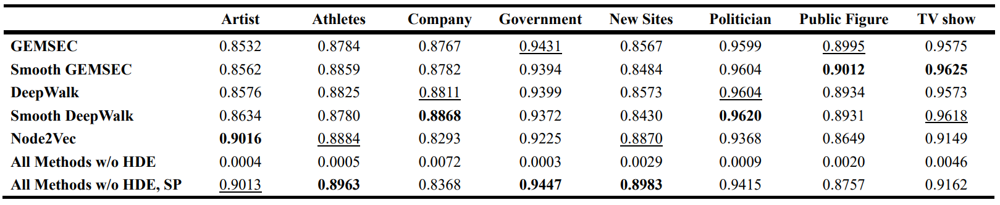 Artist Athletes Company Government New Sites Politician Public Figure TV show
GEMSEC 0.8532 0.8784 0.8767 0.9431 0.8567 0.9599 0.8995 0.9575
Smooth GEMSEC 0.8562 0.8859 0.8782 0.9394 0.8484 0.9604 0.9012 0.9625
DeepWalk 0.8576 0.8825 0.8811 0.9399 0.8573 0.9604 0.8934 0.9573
Smooth DeepWalk 0.8634 0.8780 0.8868 0.9372 0.8430 0.9620 0.8931 0.9618
Node2Vec 0.9016 0.8884 0.8293 0.9225 0.8870 0.9368 0.8649 0.9149
All Methods w/o HDE 0.0004 0.0005 0.0072 0.0003 0.0029 0.0009 0.0020 0.0046
All Methods w/o HDE, SP 0.9013 0.8963 0.8368 0.9447 0.8983 0.9415 0.8757 0.9162